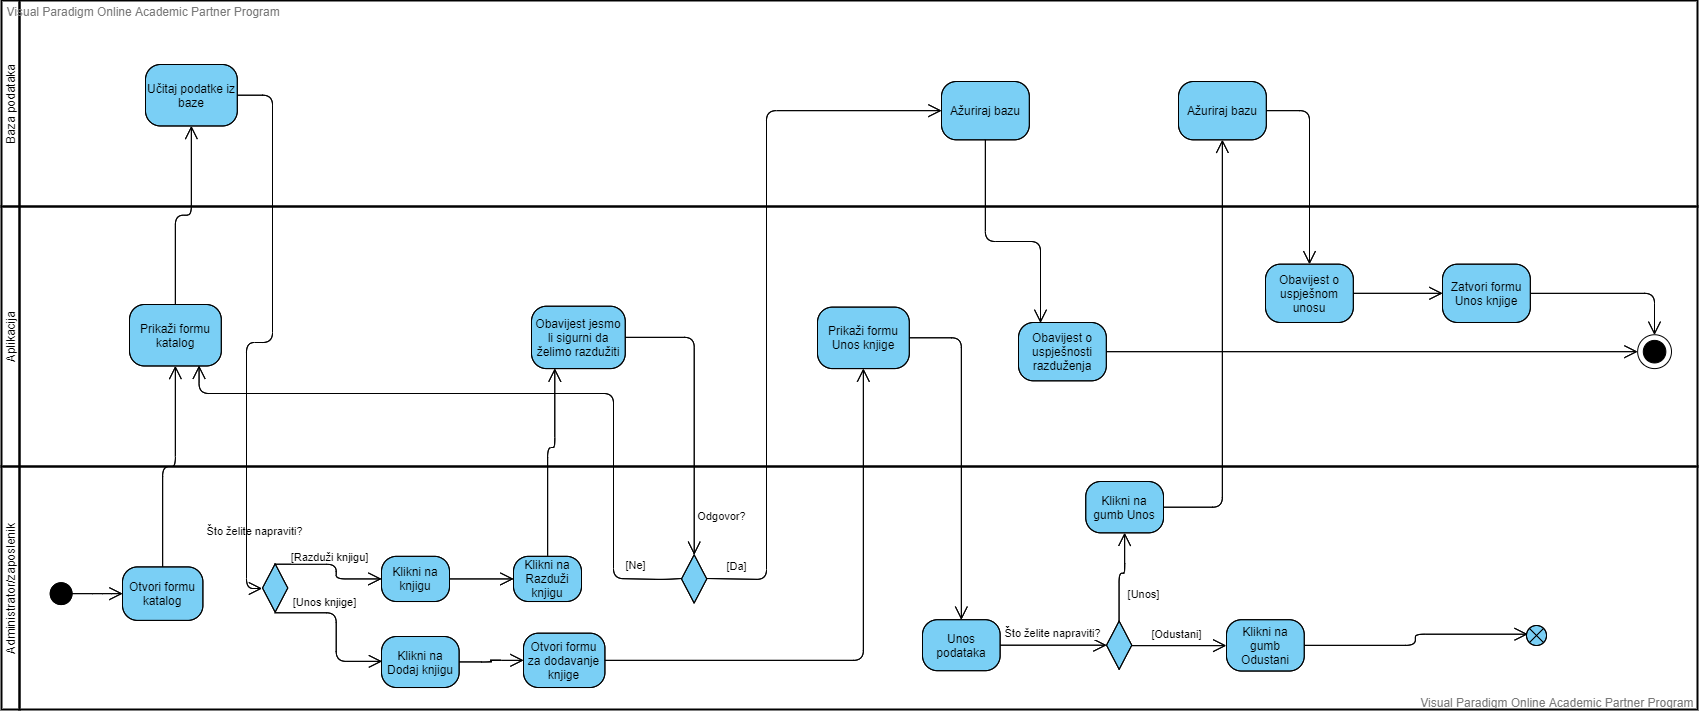 Visual Paradigm Online Academic Partner Program
Baza podataka
Učitaj podatke iz
baze
Ažuriraj bazu
Ažuriraj bazu
Aplikacija
Prikaži formu
katalog
Obavijest jesmo
li sigurni da
želimo razdužiti
Prikaži formu
Unos knjige
Obavijest o
uspješnosti
razduženja
Obavijest o
uspješnom
unosu
Zatvori formu
Unos knjige
Administrator/zaposlenik
Otvori formu
katalog
Što želite napraviti?
[Razduži knjigu]
[Unos knjige]
Klikni na
knjigu
Klikni na
Razduži
knjigu
Klikni na
Dodaj knjigu
Otvori formu
za dodavanje
knjige
Odgovor?
[Ne]
[Da]
Unos
podataka
Što želite napraviti?
[Unos]
[Odustani]
Klikni na
gumb Unos
Klikni na
gumb
Odustani
Visual Paradigm Online Academic Partner Program